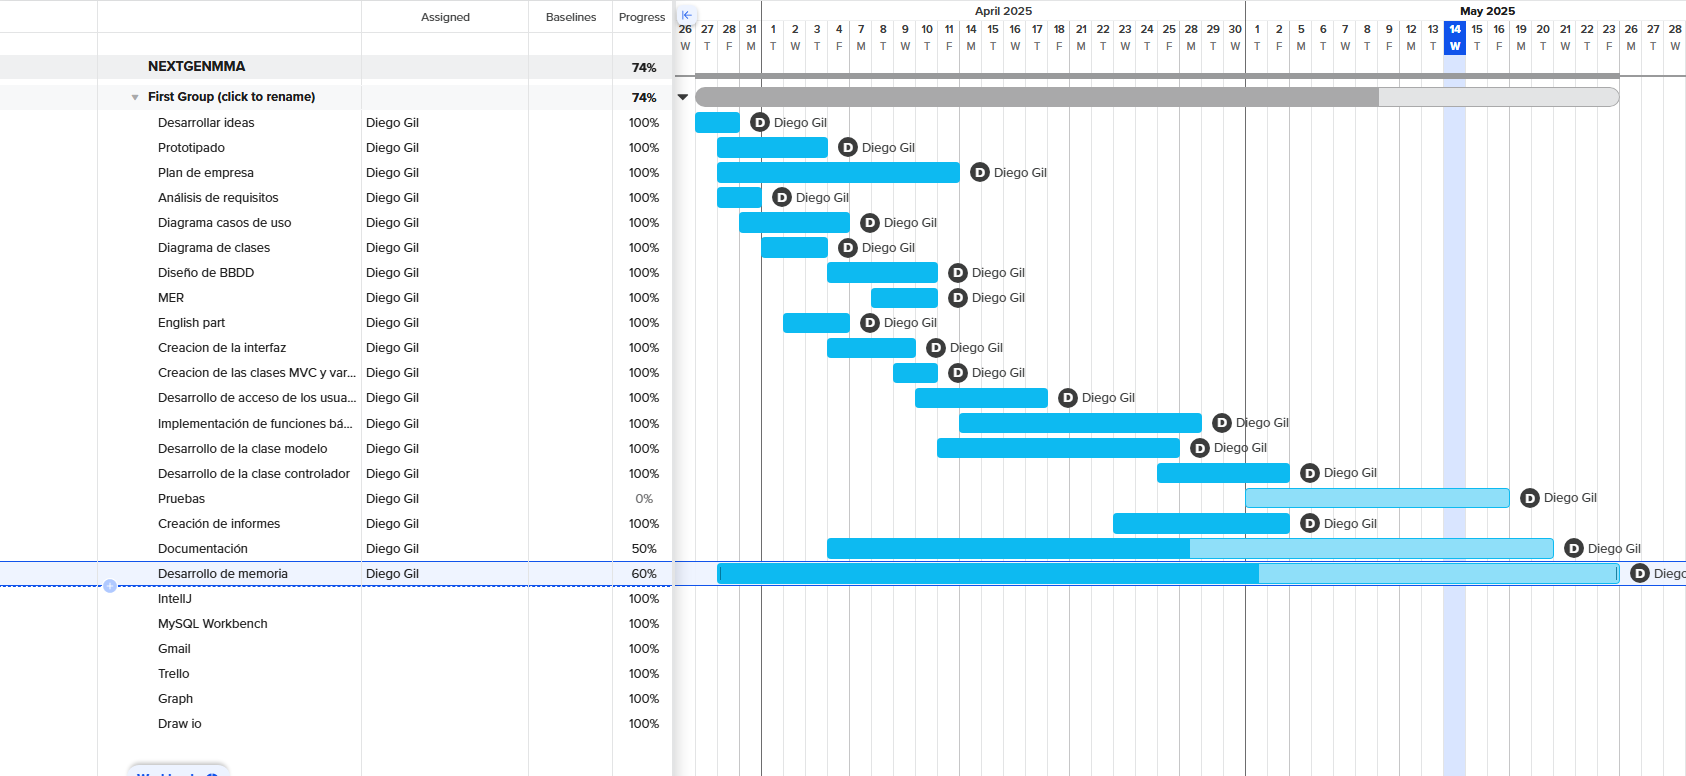 Assigned Baselines Progress
April 2025 May 2025
26 27 28 31 1 2 3 4 7 8 9 10 11 14 15 16 17 18 21 22 23 24 25 28 29 30 1 2 5 6 7 8 9 12 13 14 15 16 19 20 21 22 23 26 27 28
W T F M T W T F M T W T F M T W T F M T W T F M T W T F M T W T F M T W T F M T W T F M T W
NEXTGENMMA 74%
First Group (click to rename) 74%
Desarrollar ideas Diego Gil 100% D Diego Gil
Prototipado Diego Gil 100% D Diego Gil
Plan de empresa Diego Gil 100% D Diego Gil
Análisis de requisitos Diego Gil 100% D Diego Gil
Diagrama casos de uso Diego Gil 100% D Diego Gil
Diagrama de clases Diego Gil 100% D Diego Gil
Diseño de BBDD Diego Gil 100% D Diego Gil
MER Diego Gil 100% D Diego Gil
English part Diego Gil 100% D Diego Gil
Creacion de la interfaz Diego Gil 100% D Diego Gil
Creacion de las clases MVC y var... Diego Gil 100% D Diego Gil
Desarrollo de acceso de los usua... Diego Gil 100% D Diego Gil
Implementación de funciones bá... Diego Gil 100% D Diego Gil
Desarrollo de la clase modelo Diego Gil 100% D Diego Gil
Desarrollo de la clase controlador Diego Gil 100% D Diego Gil
Pruebas Diego Gil 0% D Diego Gil
Creación de informes Diego Gil 100% D Diego Gil
Documentación Diego Gil 50% D Diego Gil
Desarrollo de memoria Diego Gil 60% D Diego
IntellJ 100%
MySQL Workbench 100%
Gmail 100%
Trello 100%
Graph 100%
Draw io 100%